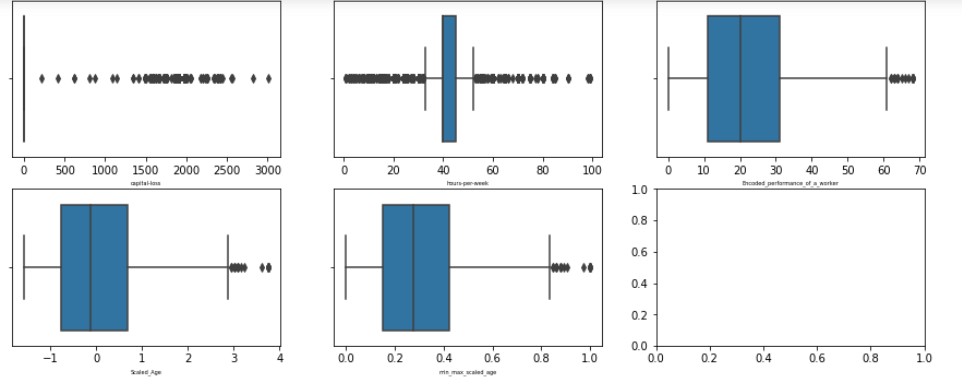 0 500 1000 1500 2000 2500 3000
capital-loss
0 20 40 60 80 100
hours-per-week
0 10 20 30 40 50 60 70
Encoded_performance_of_a_worker
−1 0 1 2 3 4
Scaled_Age
0.0 0.2 0.4 0.6 0.8 1.0
min_max_scaled_age
1.0
0.8
0.6
0.4
0.2
0.0
0.0 0.2 0.4 0.6 0.8 1.0